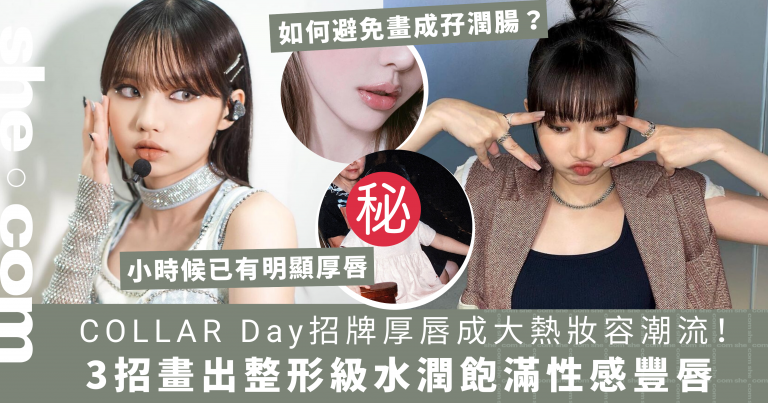 she.com
如何避免畫成孖潤腸？
秘
小時候已有明顯厚唇
COLLAR Day招牌厚唇成大熱妝容潮流！
3招畫出整形級水潤飽滿性感豐唇